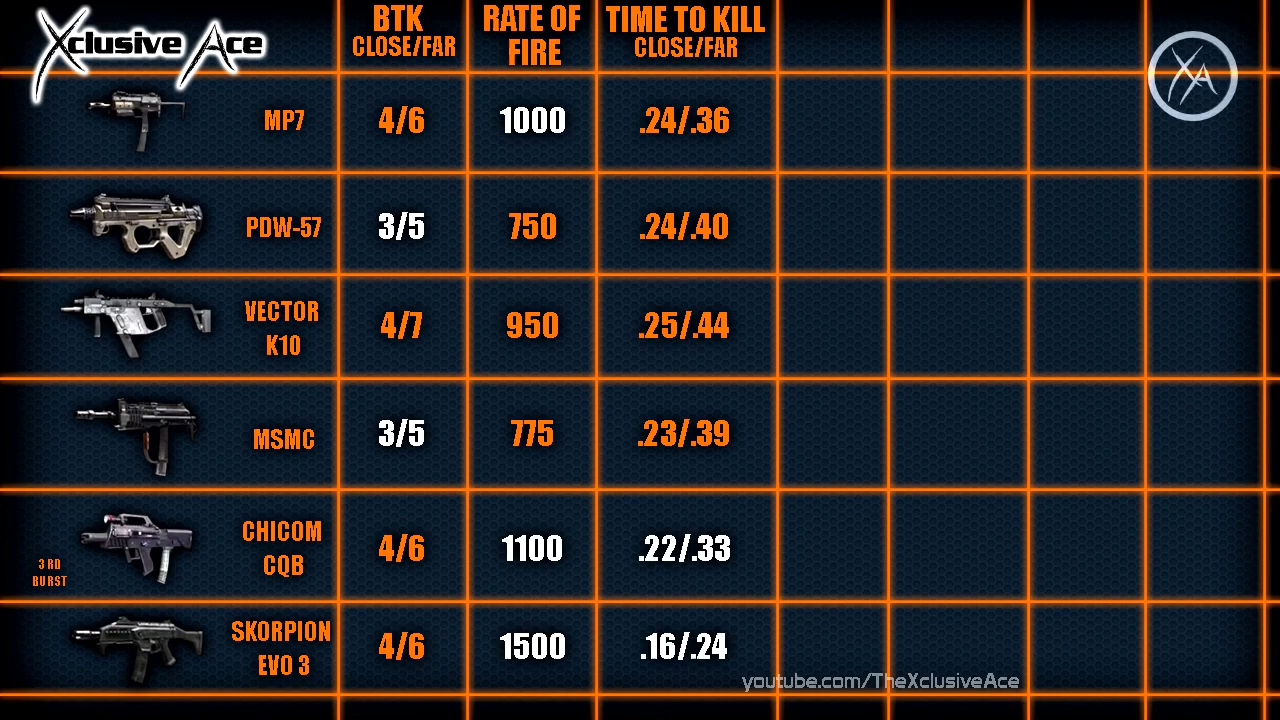 Xclusive Ace
BTK
CLOSE/FAR
RATE OF
FIRE
TIME TO KILL
CLOSE/FAR
XA
MP7
4/6
1000
.24/.36
PDW-57
3/5
750
.24/.40
VECTOR
K10
4/7
950
.25/.44
MSMC
3/5
775
.23/.39
3RD
BURST
CHICOM
CQB
4/6
1100
.22/.33
SKORPION
EVO 3
4/6
1500
.16/.24
youtube.com/TheXclusiveAce